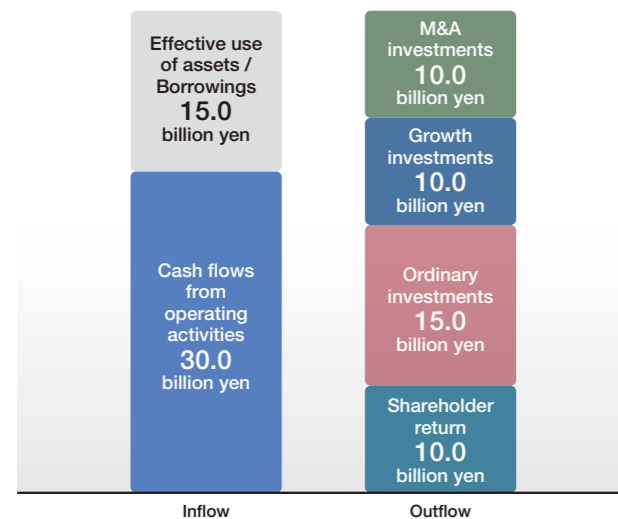 Effective use
of assets /
Borrowings
15.0
billion yen
Cash flows
from
operating
activities
30.0
billion yen
Inflow
M&A
investments
10.0
billion yen
Growth
investments
10.0
billion yen
Ordinary
investments
15.0
billion yen
Shareholder
return
10.0
billion yen
Outflow